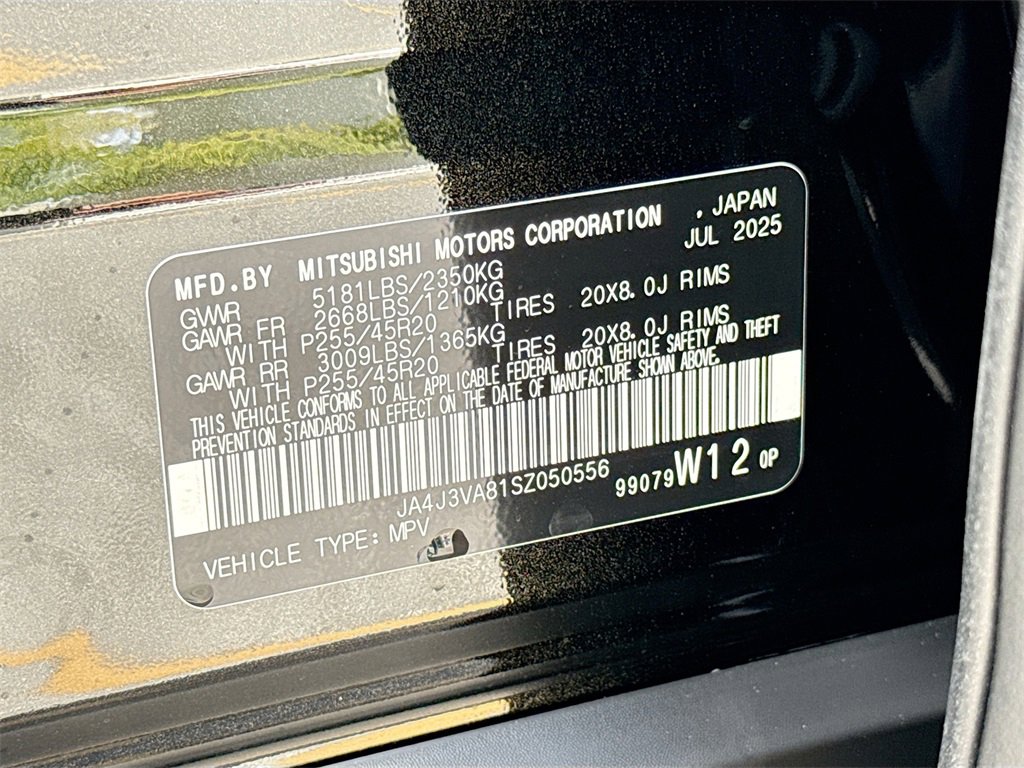 MFD.BY MITSUBISHI MOTORS CORPORATION . JAPAN
JUL 2025
GVWR 5181LBS/2350KG
GAWR FR 2668LBS/1210KG
WITH P255/45R20 TIRES 20X8.0J RIMS
GAWR RR 3009LBS/1365KG
WITH P255/45R20 TIRES 20X8.0J RIMS
THIS VEHICLE CONFORMS TO ALL APPLICABLE FEDERAL MOTOR VEHICLE SAFETY AND THEFT
PREVENTION STANDARDS IN EFFECT ON THE DATE OF MANUFACTURE SHOWN ABOVE.
JA4J3VA81SZ050556 99079W12 0P
VEHICLE TYPE: MPV